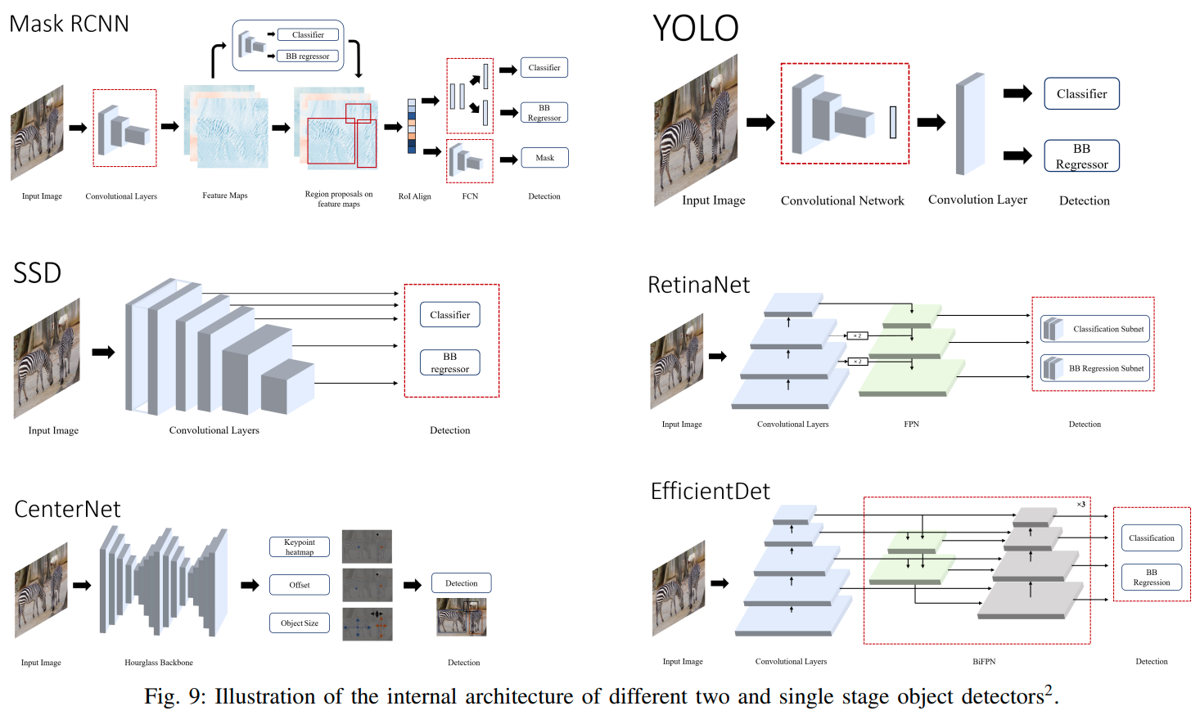 Mask RCNN
Classifier
BB regressor
Classifier
BB
Regressor
Mask
Input Image
Convolutional Layers
Feature Maps
Region proposals on
feature maps
RoI Align
FCN
Detection
YOLO
Classifier
BB
Regressor
Input Image
Convolutional Network
Convolution Layer
Detection
SSD
Classifier
BB
regressor
Input Image
Convolutional Layers
Detection
RetinaNet
× 2
× 2
Classification Subnet
BB Regression Subnet
Input Image
Convolutional Layers
FPN
Detection
CenterNet
Keypoint
heatmap
Offset
Object Size
Detection
Input Image
Hourglass Backbone
Detection
EfficientDet
×3
Classification
BB
Regression
Input Image
Convolutional Layers
BiFPN
Detection
Fig. 9: Illustration of the internal architecture of different two and single stage object detectors².